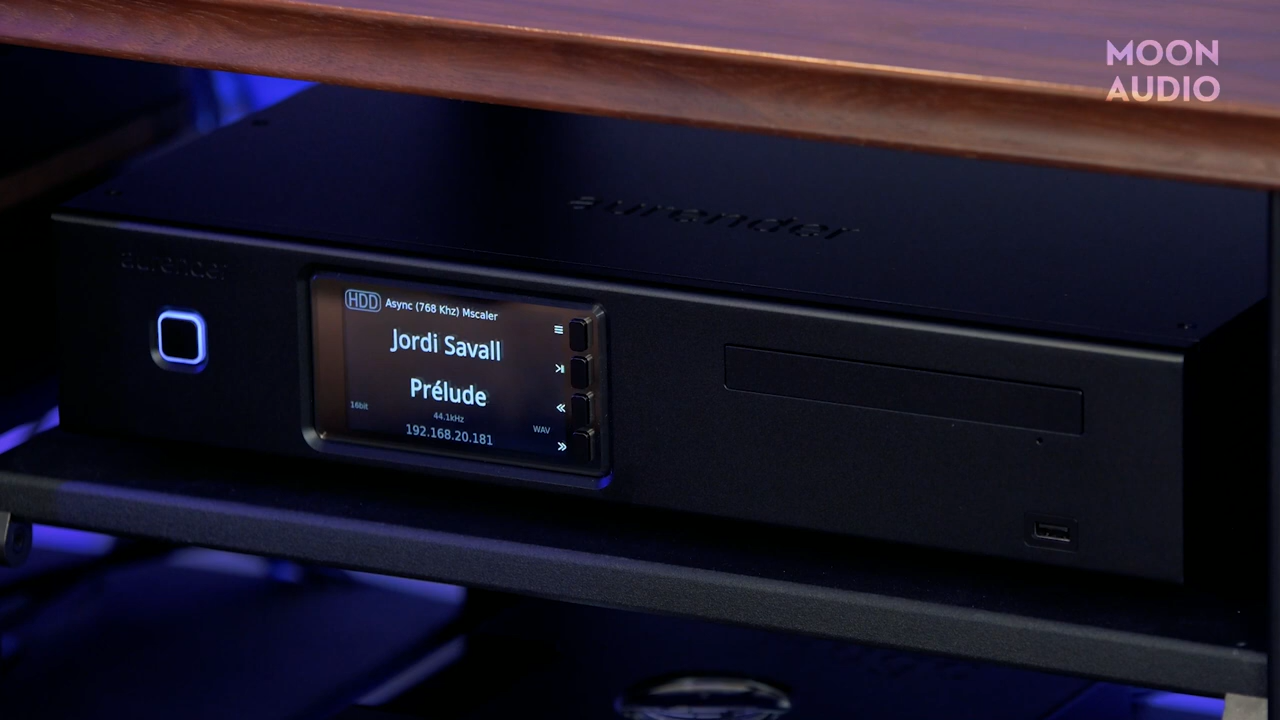 MOON
AUDIO
aurender
aurender
HDD Async (768 Khz) Mscaler
Jordi Savall
Prélude
16bit 44.1kHz WAV
192.168.20.181